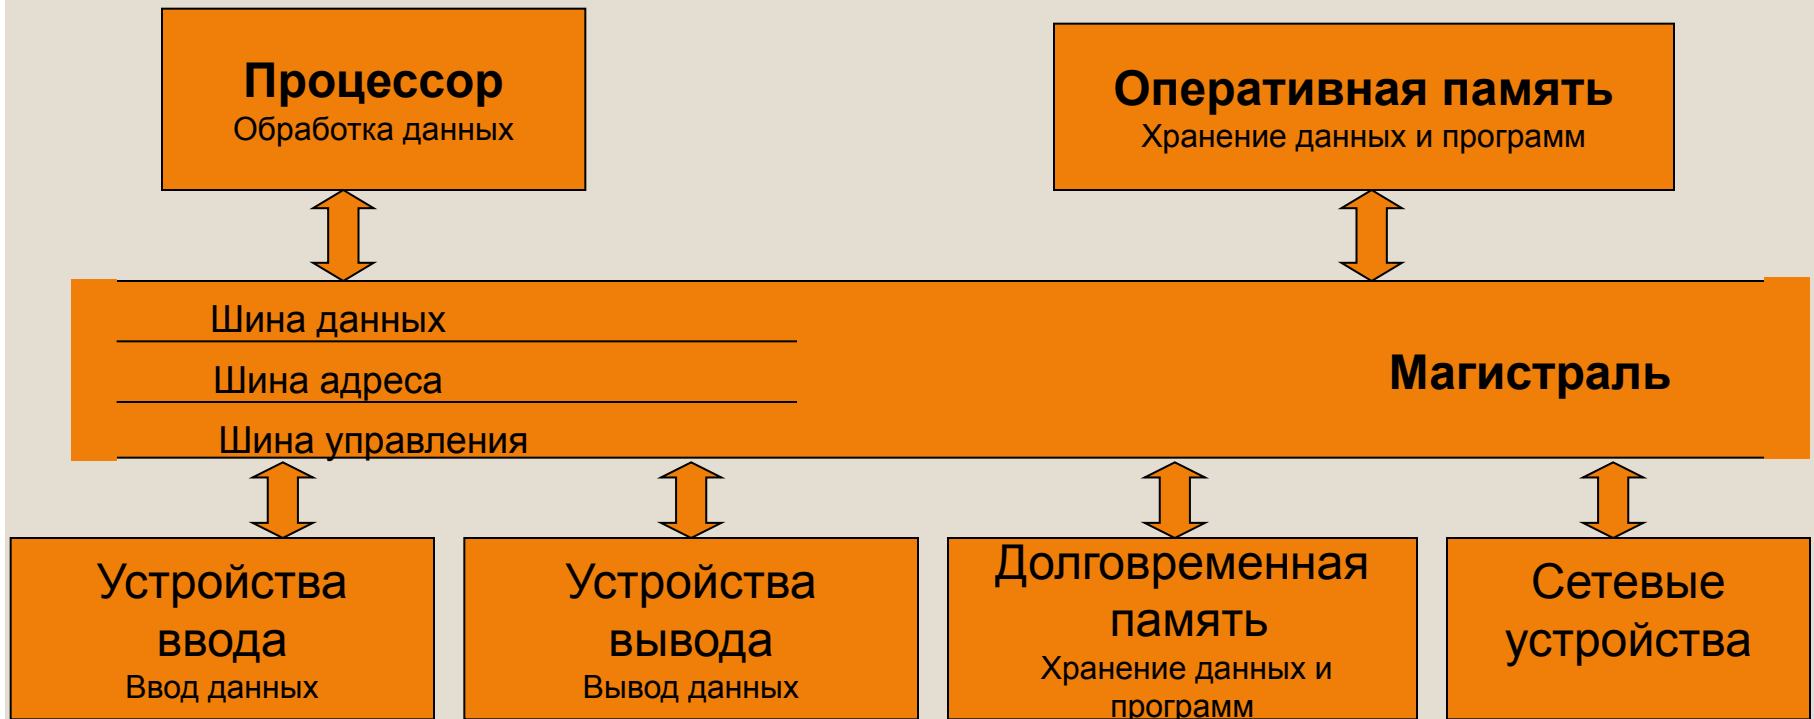 Процессор
Обработка данных
Оперативная память
Хранение данных и программ
Шина данных
Шина адреса
Шина управления
Магистраль
Устройства
ввода
Ввод данных
Устройства
вывода
Вывод данных
Долговременная
память
Хранение данных и
программ
Сетевые
устройства